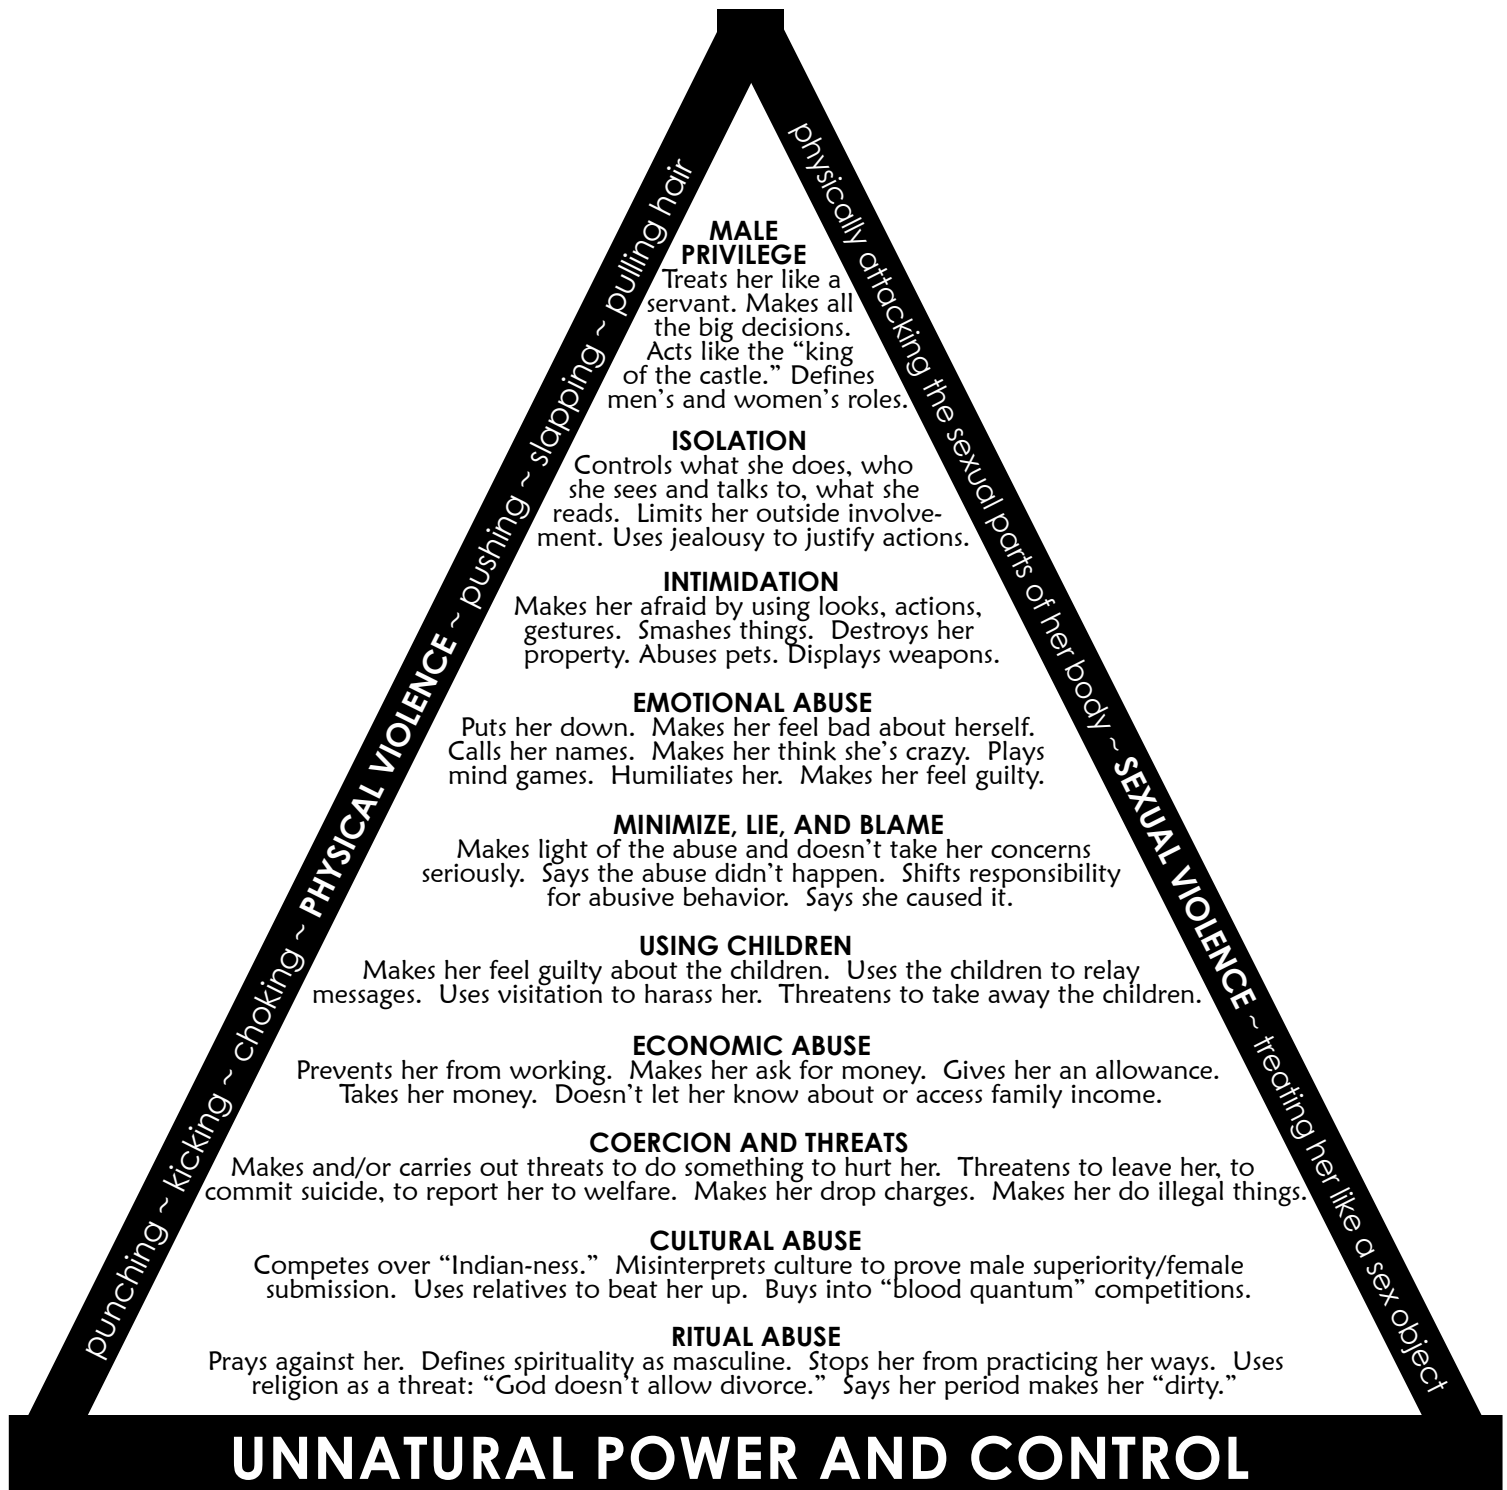 MALE
PRIVILEGE
Treats her like a
servant. Makes all
the big decisions.
Acts like the “king
of the castle.” Defines
men’s and women’s roles.
ISOLATION
Controls what she does, who
she sees and talks to, what she
reads.  Limits her outside involve-
ment. Uses jealousy to justify actions.
INTIMIDATION
Makes her afraid by using looks, actions,
gestures.  Smashes things.  Destroys her
property. Abuses pets. Displays weapons.
EMOTIONAL ABUSE
Puts her down.  Makes her feel bad about herself.
Calls her names.  Makes her think she’s crazy.  Plays
mind games.  Humiliates her.  Makes her feel guilty.
MINIMIZE, LIE, AND BLAME
Makes light of the abuse and doesn’t take her concerns
seriously.  Says the abuse didn’t happen.  Shifts responsibility
for abusive behavior.  Says she caused it.
USING CHILDREN
Makes her feel guilty about the children.  Uses the children to relay
messages.  Uses visitation to harass her.  Threatens to take away the children.
ECONOMIC ABUSE
Prevents her from working.  Makes her ask for money.  Gives her an allowance.
Takes her money.  Doesn’t let her know about or access family income.
COERCION AND THREATS
Makes and/or carries out threats to do something to hurt her.  Threatens to leave her, to
commit suicide, to report her to welfare.  Makes her drop charges.  Makes her do illegal things.
CULTURAL ABUSE
Competes over “Indian-ness.”  Misinterprets culture to prove male superiority/female
submission.  Uses relatives to beat her up.  Buys into “blood quantum” competitions.
RITUAL ABUSE
Prays against her.  Defines spirituality as masculine.  Stops her from practicing her ways.  Uses
religion as a threat: “God doesn’t allow divorce.”  Says her period makes her “dirty.”
punching ~ kicking ~ choking ~ PHYSICAL VIOLENCE ~ pushing ~ slapping ~ pulling hair
physically attacking the sexual parts of her body ~ SEXUAL VIOLENCE ~ treating her like a sex object
UNNATURAL POWER AND CONTROL